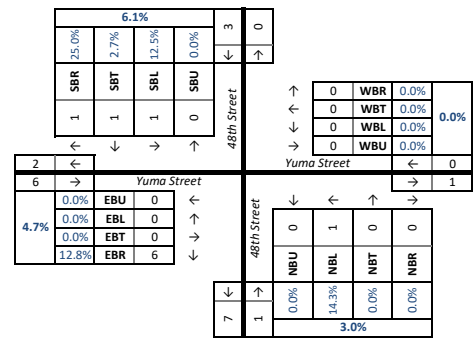 6.1%
25.0% 2.7% 12.5% 0.0%
SBR SBT SBL SBU
1 1 1 0
← ↓ → ↑
3 0
↓ ↑
48th Street
↑ 0 WBR 0.0%
← 0 WBT 0.0%
↓ 0 WBL 0.0%
→ 0 WBU 0.0%
0.0%
2 ←
Yuma Street ← 0
6 → Yuma Street
→ 1
4.7%
0.0% EBU 0 ←
0.0% EBL 0 ↑
0.0% EBT 0 →
12.8% EBR 6 ↓
48th Street
↓ ← ↑ →
0 1 0 0
NBU NBL NBT NBR
0.0% 14.3% 0.0% 0.0%
3.0%
↓ ↑
7 1